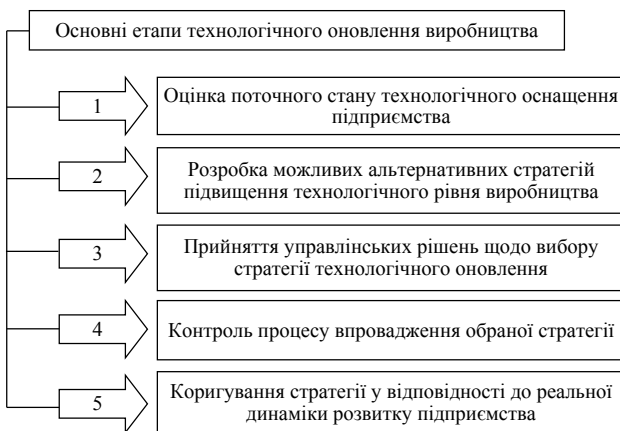 Основні етапи технологічного оновлення виробництва
1
Оцінка поточного стану технологічного оснащення
підприємства
2
Розробка можливих альтернативних стратегій
підвищення технологічного рівня виробництва
3
Прийняття управлінських рішень щодо вибору
стратегії технологічного оновлення
4
Контроль процесу впровадження обраної стратегії
5
Коригування стратегії у відповідності до реальної
динаміки розвитку підприємства